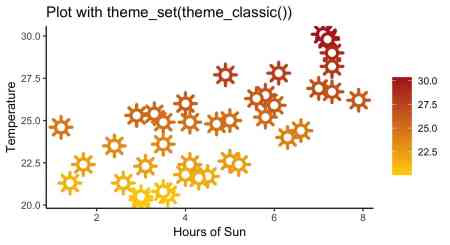 Plot with theme_set(theme_classic())
30.0
27.5
25.0
22.5
20.0
Temperature
2 4 6 8
Hours of Sun
30.0
27.5
25.0
22.5